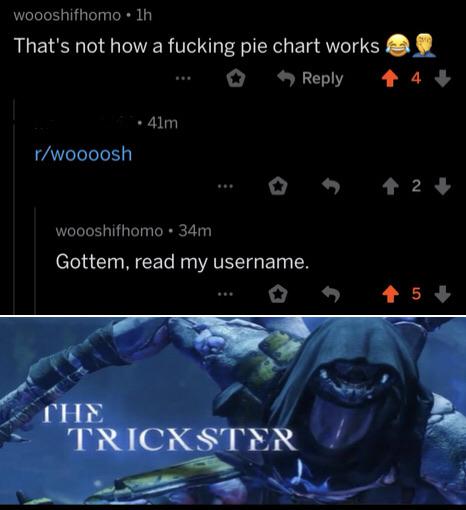 woooshifhomo • 1h
That's not how a fucking pie chart works 😂🤦
Reply 4
• 41m
r/woooosh
2
woooshifhomo • 34m
Gottem, read my username.
5
THE
TRICKSTER